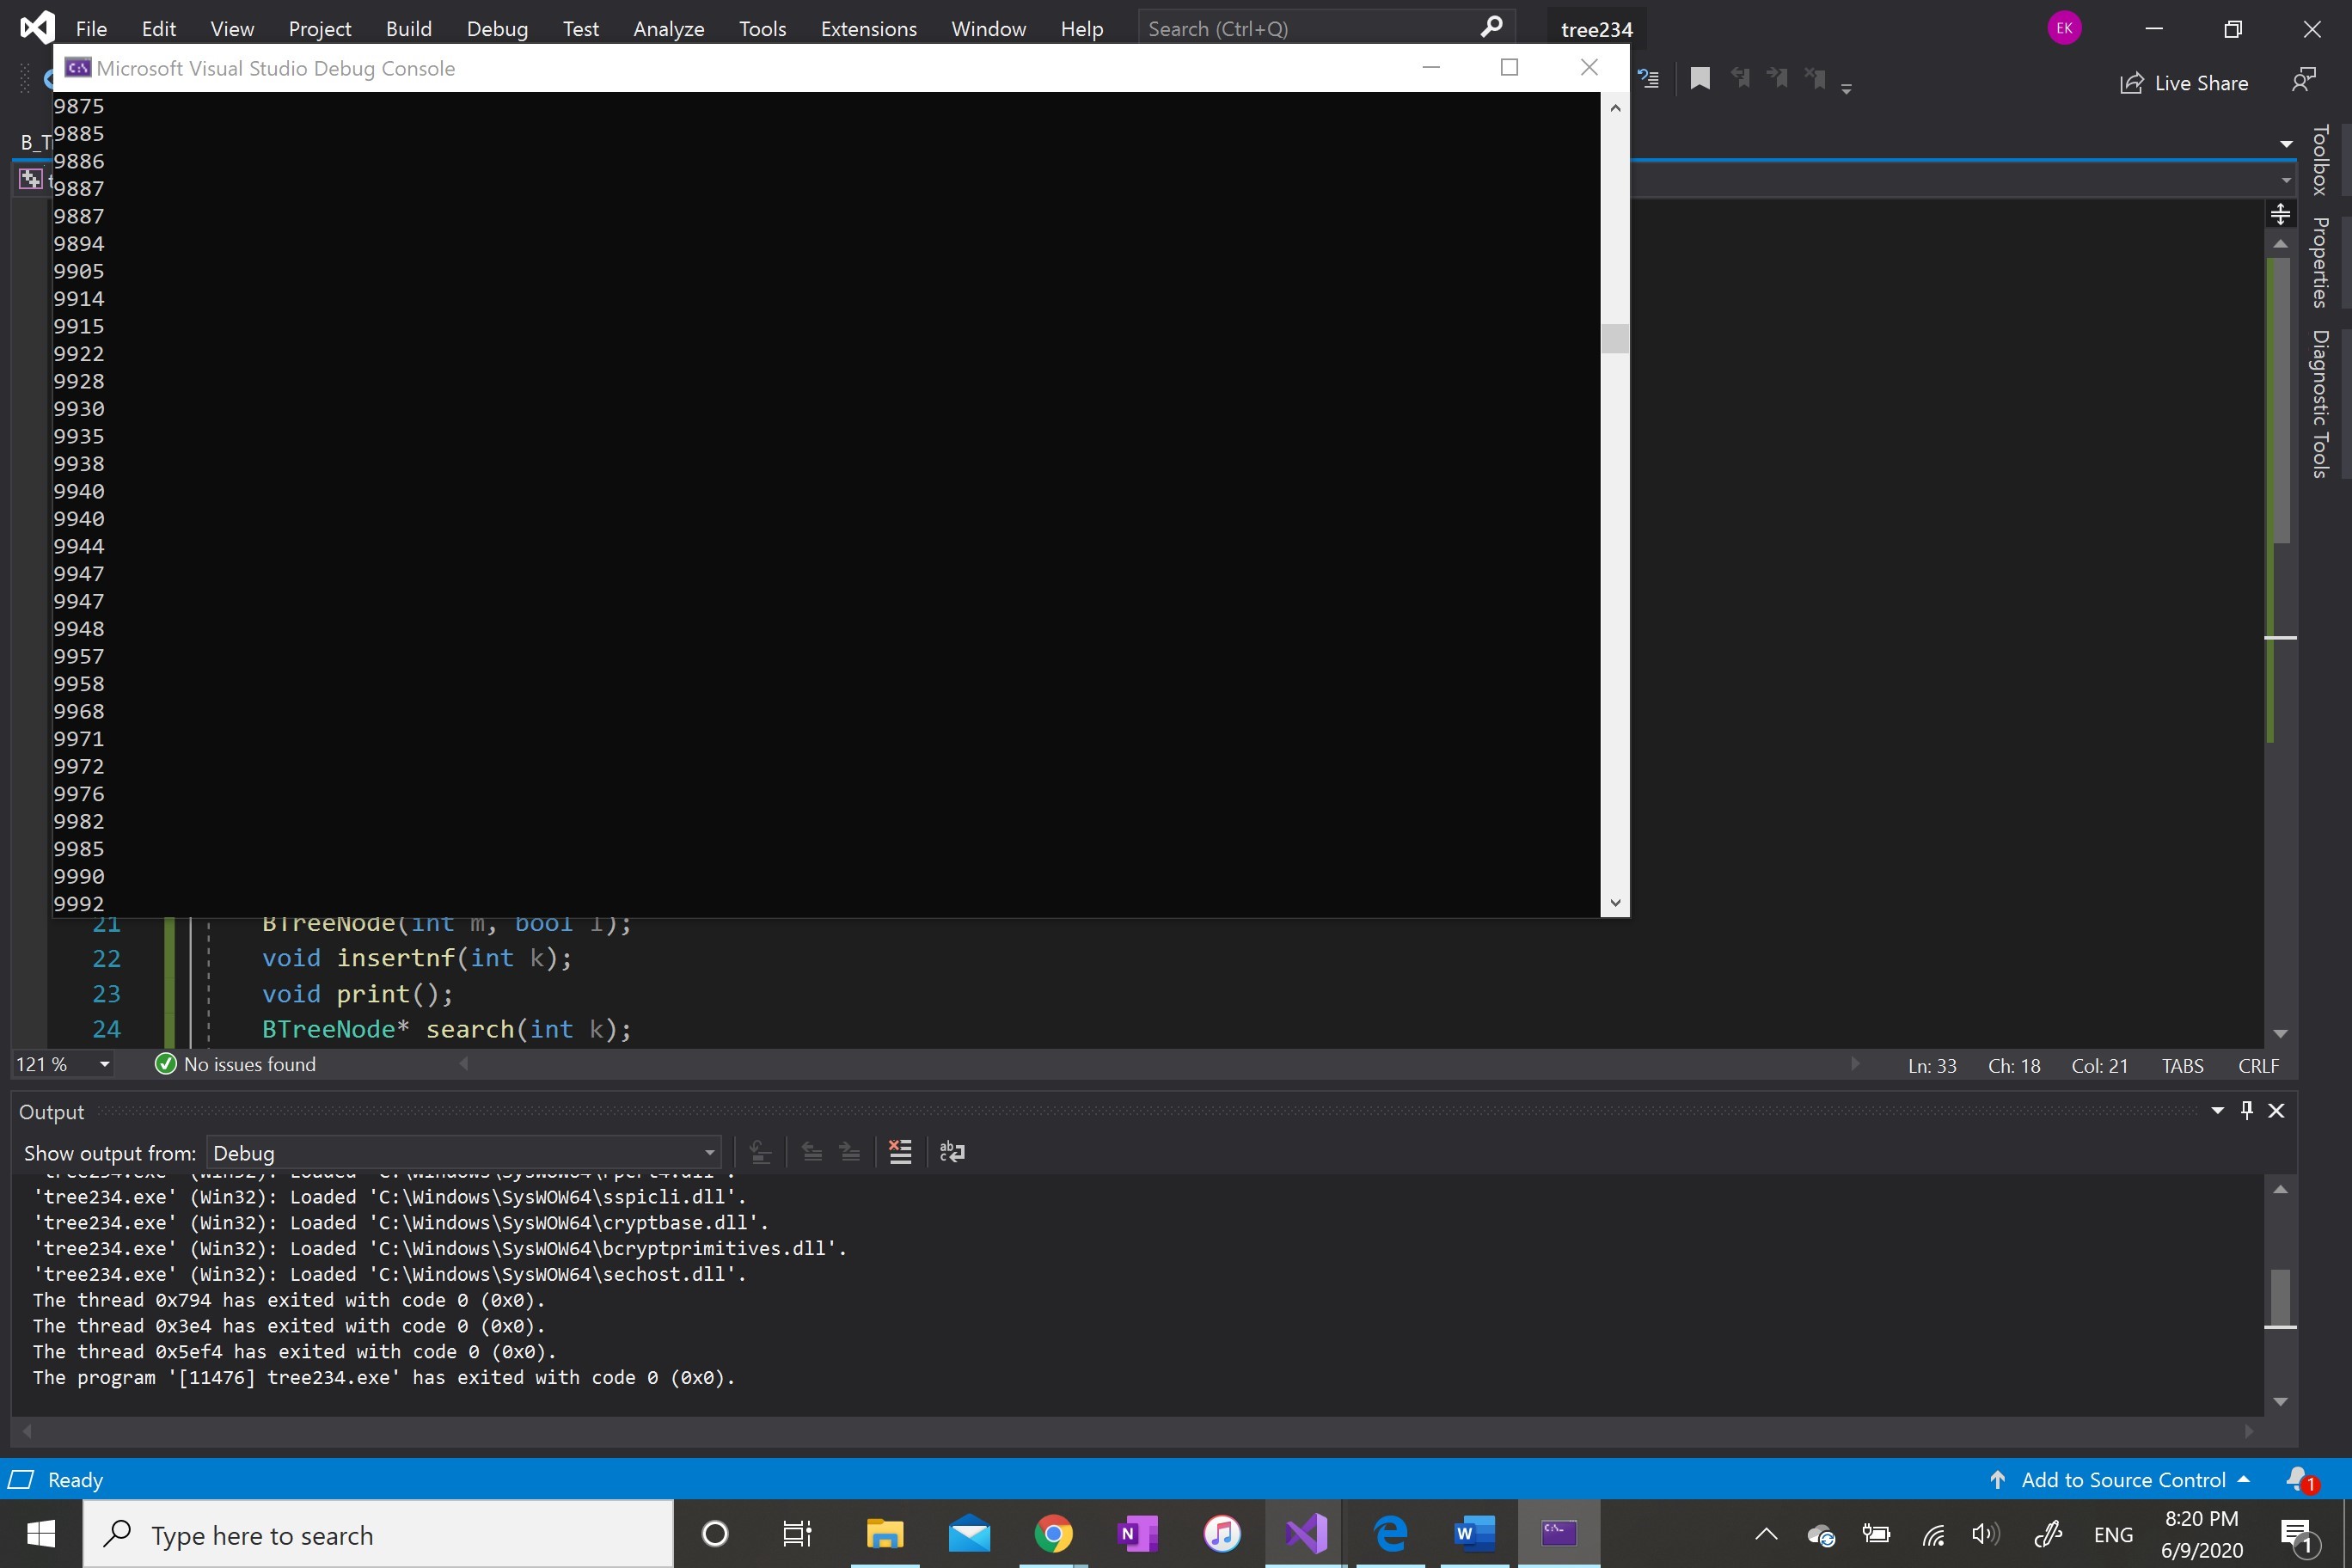 File Edit View Project Build Debug Test Analyze Tools Extensions Window Help Search (Ctrl+Q) tree234 EK
Microsoft Visual Studio Debug Console
Live Share
9875
9885
9886
9887
9887
9894
9905
9914
9915
9922
9928
9930
9935
9938
9940
9940
9944
9947
9947
9948
9957
9958
9968
9971
9972
9976
9982
9985
9990
9992
Toolbox
Properties
Diagnostic Tools
21 BTreeNode(int m, bool l);
22 void insertnf(int k);
23 void print();
24 BTreeNode* search(int k);
121 % No issues found Ln: 33 Ch: 18 Col: 21 TABS CRLF
Output
Show output from: Debug
'tree234.exe' (Win32): Loaded 'C:\Windows\SysWOW64\rpcrt4.dll'.
'tree234.exe' (Win32): Loaded 'C:\Windows\SysWOW64\sspicli.dll'.
'tree234.exe' (Win32): Loaded 'C:\Windows\SysWOW64\cryptbase.dll'.
'tree234.exe' (Win32): Loaded 'C:\Windows\SysWOW64\bcryptprimitives.dll'.
'tree234.exe' (Win32): Loaded 'C:\Windows\SysWOW64\sechost.dll'.
The thread 0x794 has exited with code 0 (0x0).
The thread 0x3e4 has exited with code 0 (0x0).
The thread 0x5ef4 has exited with code 0 (0x0).
The program '[11476] tree234.exe' has exited with code 0 (0x0).
Ready Add to Source Control 1
Type here to search ENG 8:20 PM
6/9/2020 1